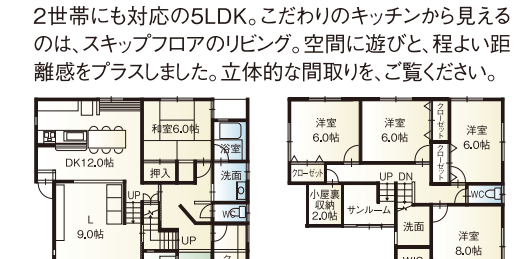 2世帯にも対応の5LDK。こだわりのキッチンから見える
のは、スキップフロアのリビング。空間に遊びと、程よい距
離感をプラスしました。立体的な間取りを、ご覧ください。
和室6.0帖
浴室
DK12.0帖
押入
洗面
UP
L
9.0帖
WC
UP
ク
洋室
6.0帖
洋室
6.0帖
クローゼット
洋室
6.0帖
クローゼット
クローゼット
UP DN
小屋裏
収納
2.0帖
サンルーム
WC
洗面
洋室
8.0帖
WIC